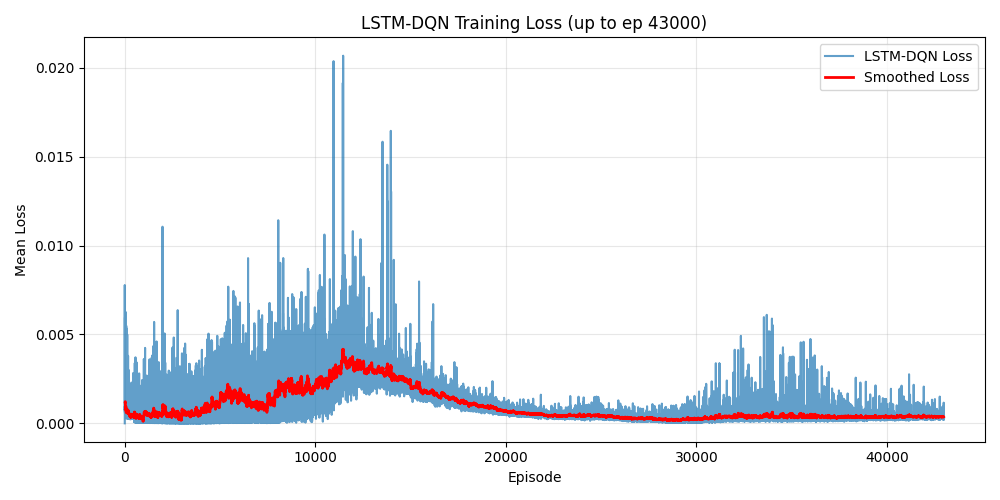 LSTM-DQN Training Loss (up to ep 43000)
LSTM-DQN Loss
Smoothed Loss
Mean Loss
0.020
0.015
0.010
0.005
0.000
0 10000 20000 30000 40000
Episode